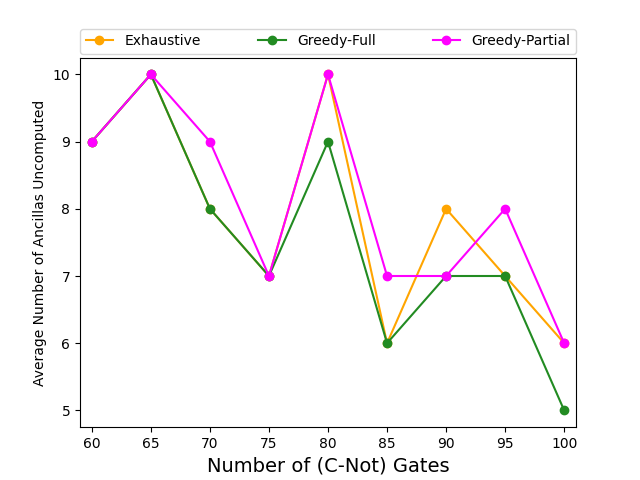 Exhaustive Greedy-Full Greedy-Partial
10
9
8
7
6
5
Average Number of Ancillas Uncomputed
60 65 70 75 80 85 90 95 100
Number of (C-Not) Gates